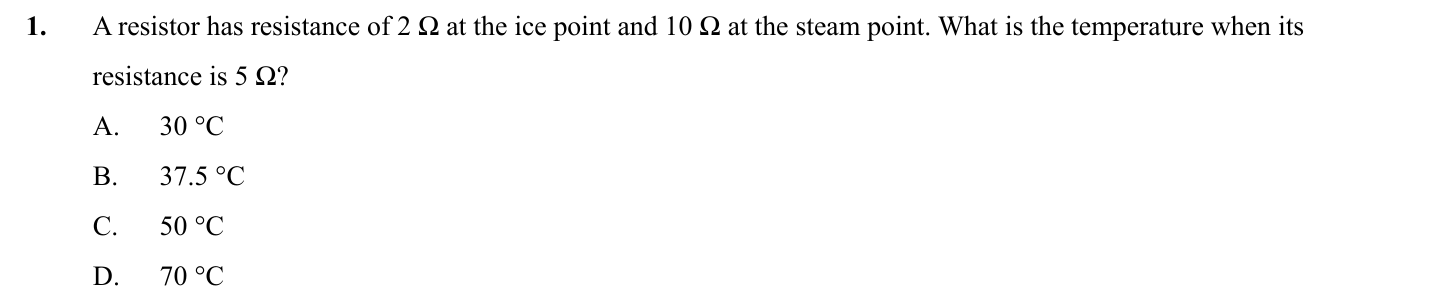 1. A resistor has resistance of 2 Ω at the ice point and 10 Ω at the steam point. What is the temperature when its
resistance is 5 Ω?
A. 30 °C
B. 37.5 °C
C. 50 °C
D. 70 °C